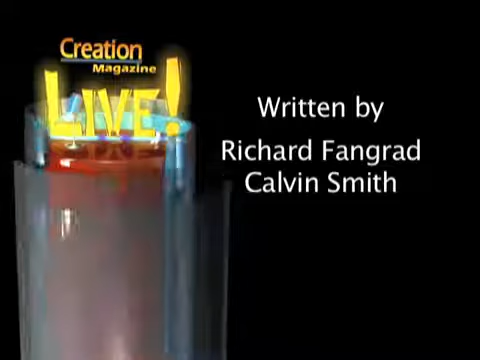 Creation
Magazine
LIVE!
Written by
Richard Fangrad
Calvin Smith